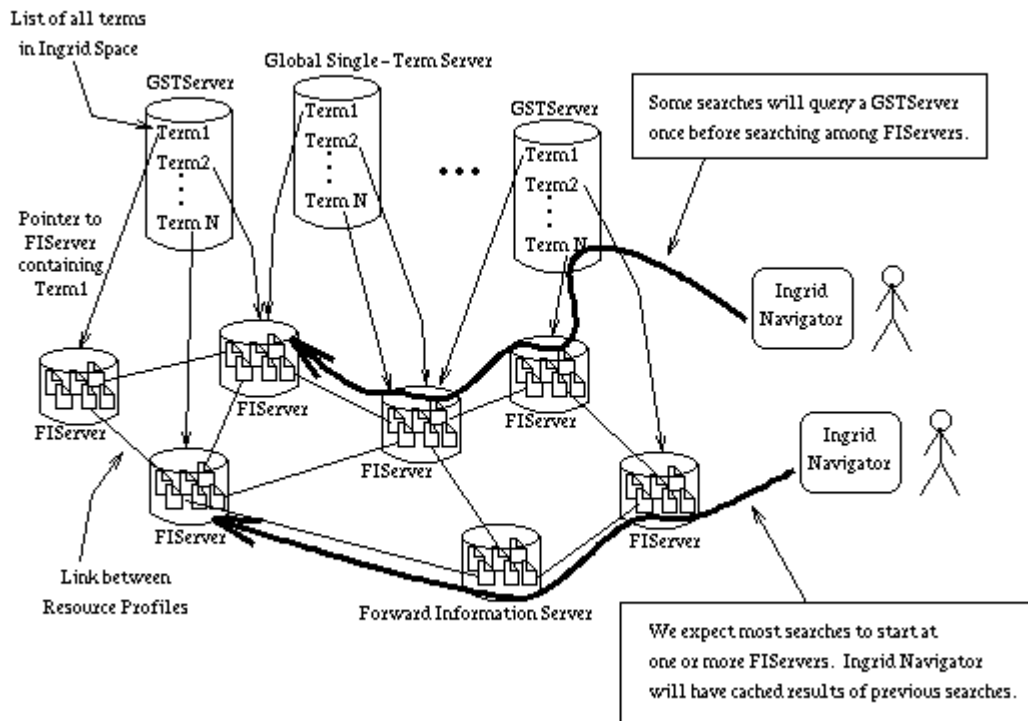 List of all terms
in Ingrid Space
GSTServer
Term1
Term2
Term N
Global Single-Term Server
Term1
Term2
Term N
GSTServer
Term1
Term2
Term N
Some searches will query a GSTServer
once before searching among FIServers.
Pointer to
FIServer
containing
Term1
Ingrid
Navigator
FIServer
FIServer
FIServer
FIServer
Ingrid
Navigator
FIServer
FIServer
Link between
Resource Profiles
Forward Information Server
We expect most searches to start at
one or more FIServers. Ingrid Navigator
will have cached results of previous searches.